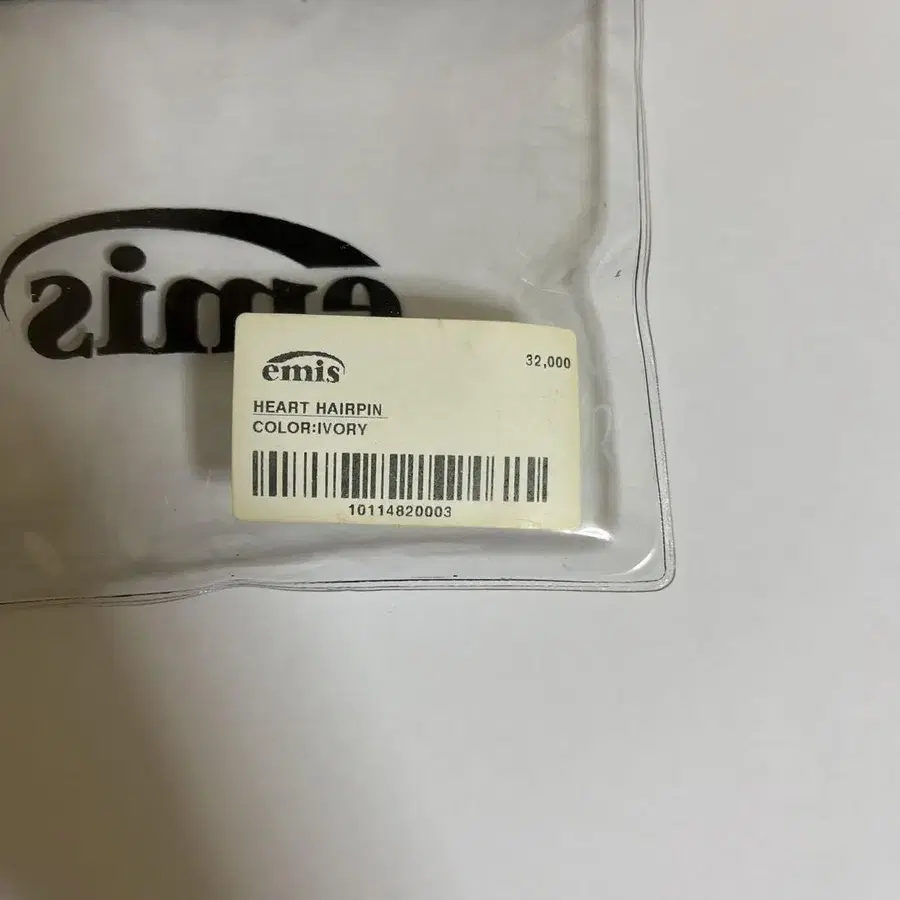 emis
emis
32,000
HEART HAIRPIN
COLOR:IVORY
10114820003